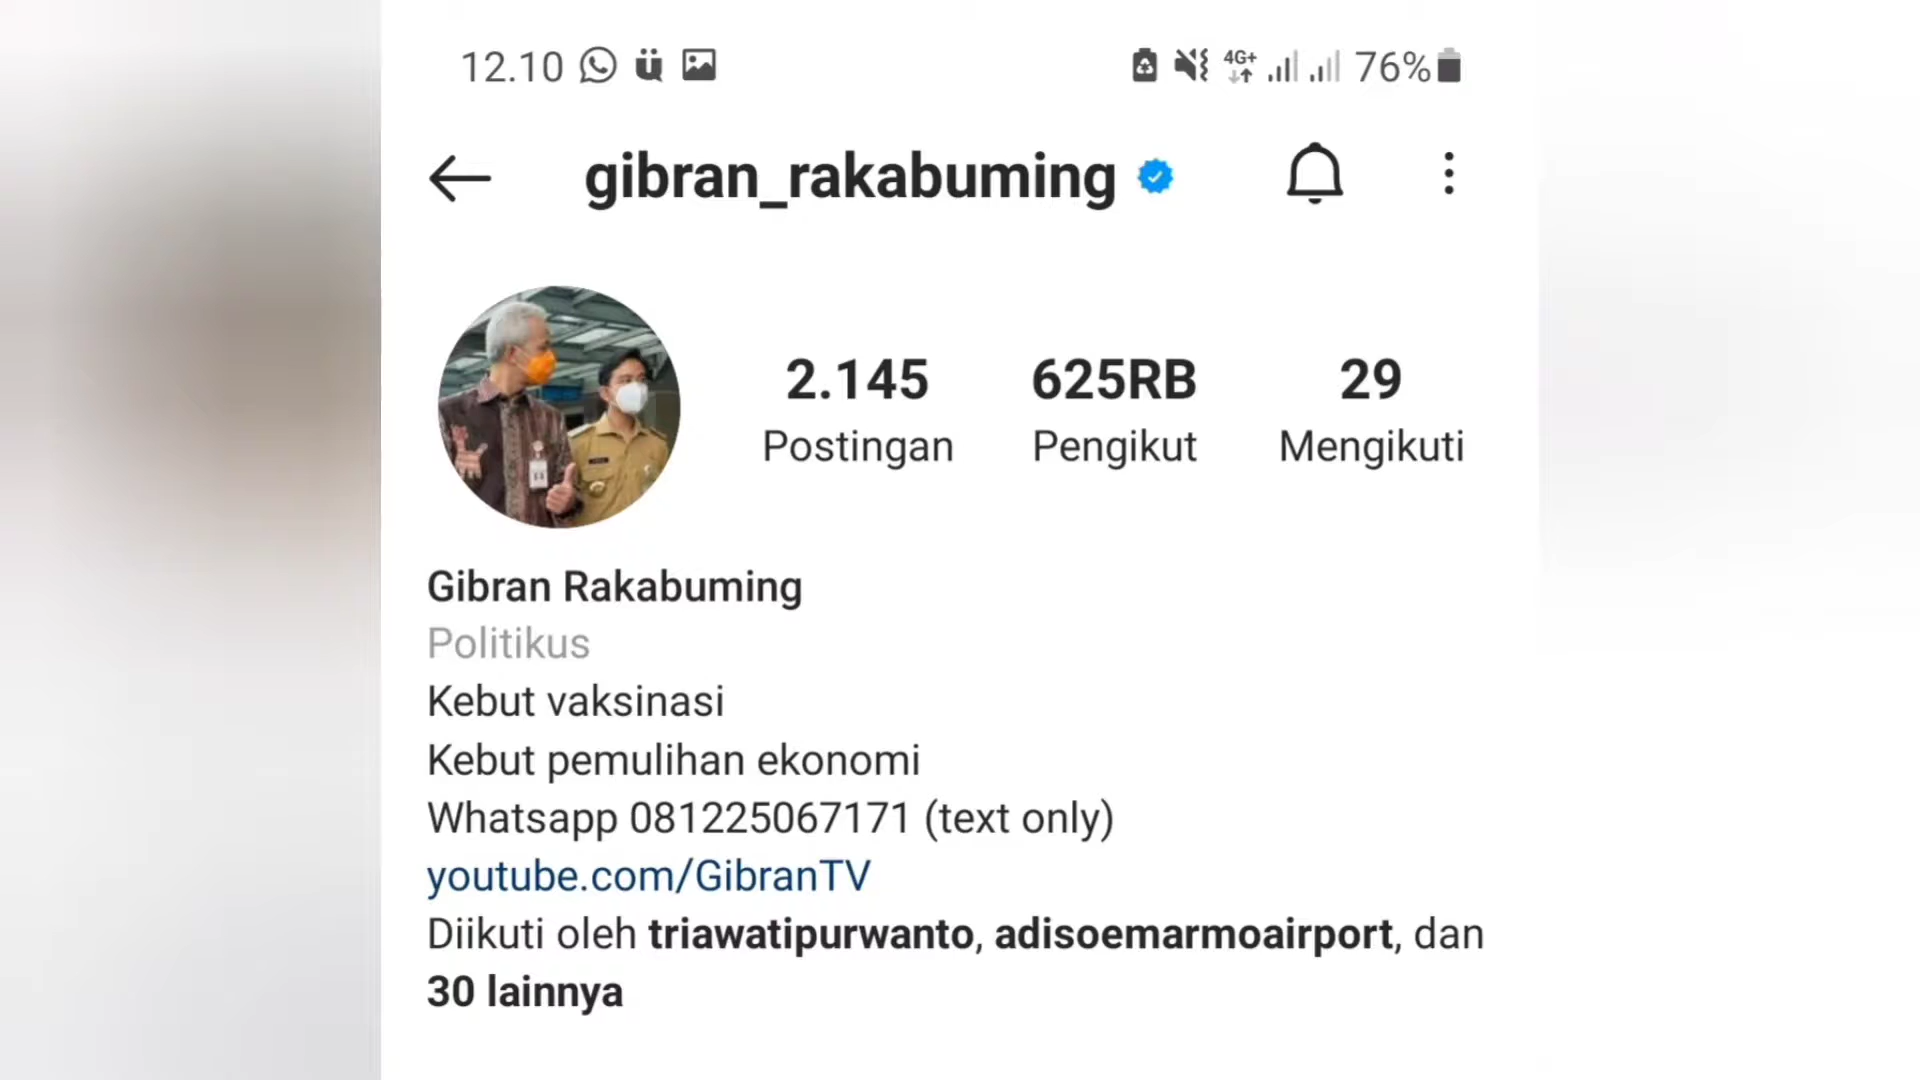 12.10 4G+ 76%
gibran_rakabuming
2.145 625RB 29
Postingan Pengikut Mengikuti
Gibran Rakabuming
Politikus
Kebut vaksinasi
Kebut pemulihan ekonomi
Whatsapp 081225067171 (text only)
youtube.com/GibranTV
Diikuti oleh triawatipurwanto, adisoemarmoairport, dan
30 lainnya